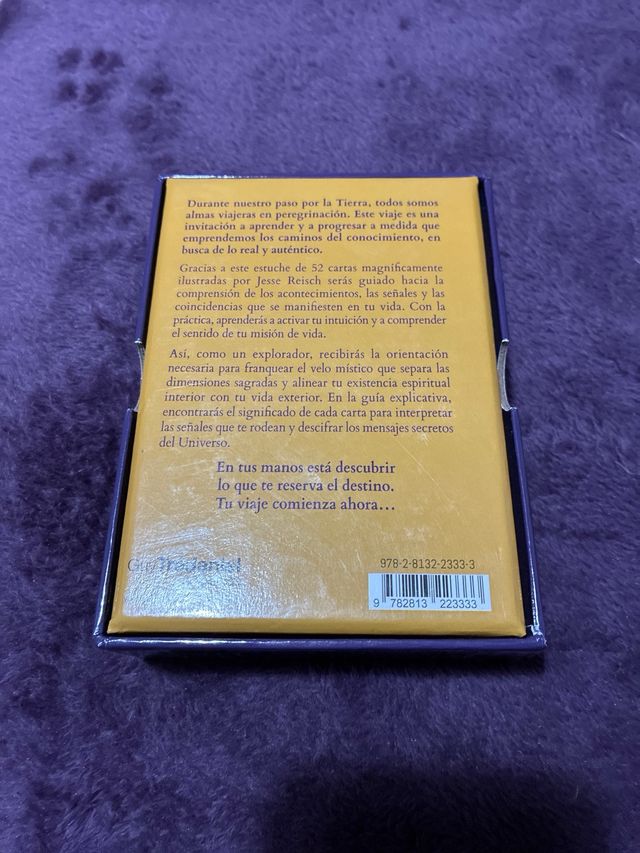 Durante nuestro paso por la Tierra, todos somos
almas viajeras en peregrinación. Este viaje es una
invitación a aprender y a progresar a medida que
emprendemos los caminos del conocimiento, en
busca de lo real y auténtico.
Gracias a este estuche de 52 cartas magníficamente
ilustradas por Jesse Reisch serás guiado hacia la
comprensión de los acontecimientos, las señales y las
coincidencias que se manifiesten en tu vida. Con la
práctica, aprenderás a activar tu intuición y a comprender
el sentido de tu misión de vida.
Así, como un explorador, recibirás la orientación
necesaria para franquear el velo místico que separa las
dimensiones sagradas y alinear tu existencia espiritual
interior con tu vida exterior. En la guía explicativa,
encontrarás el significado de cada carta para interpretar
las señales que te rodean y descifrar los mensajes secretos
del Universo.
En tus manos está descubrir
lo que te reserva el destino.
Tu viaje comienza ahora...
GuyTrédaniel
978-2-8132-2333-3
9 782813 223333